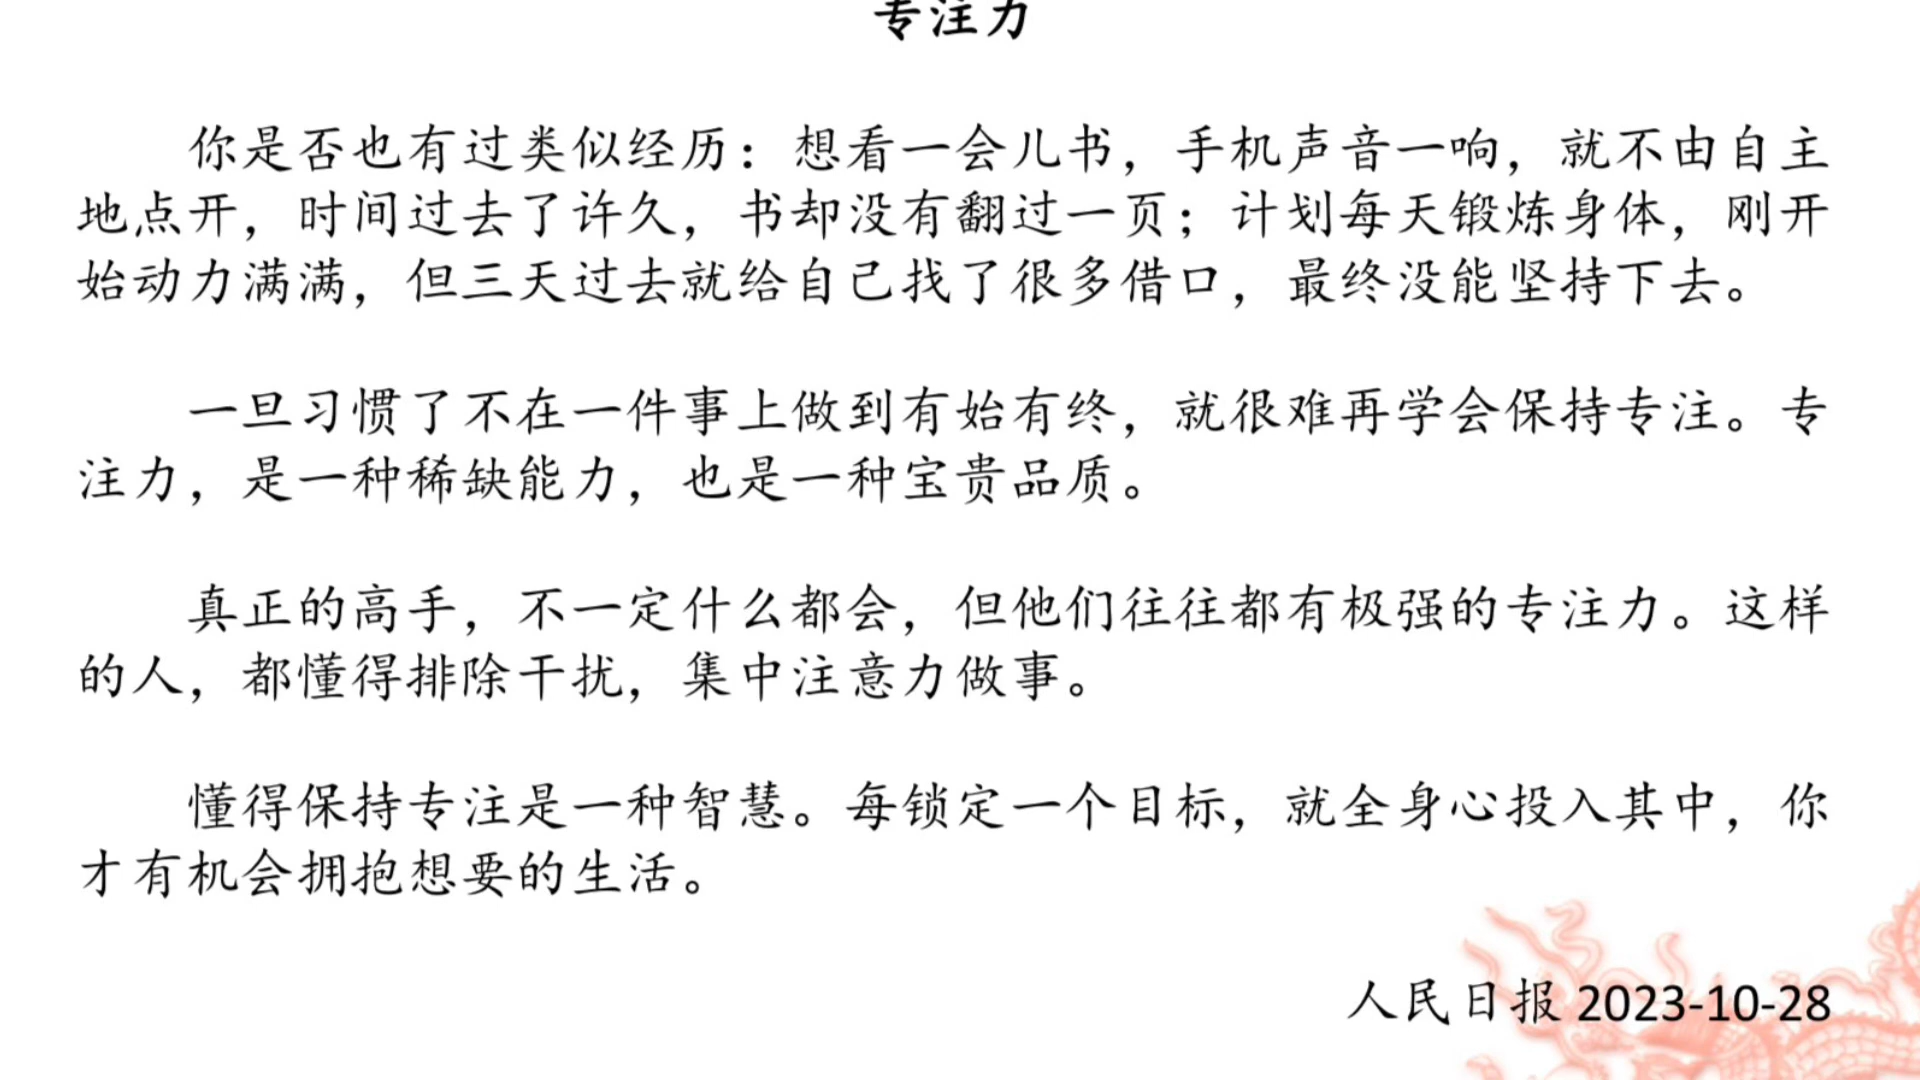 专注力
你是否也有过类似经历：想看一会儿书，手机声音一响，就不由自主
地点开，时间过去了许久，书却没有翻过一页；计划每天锻炼身体，刚开
始动力满满，但三天过去就给自己找了很多借口，最终没能坚持下去。
一旦习惯了不在一件事上做到有始有终，就很难再学会保持专注。专
注力，是一种稀缺能力，也是一种宝贵品质。
真正的高手，不一定什么都会，但他们往往都有极强的专注力。这样
的人，都懂得排除干扰，集中注意力做事。
懂得保持专注是一种智慧。每锁定一个目标，就全身心投入其中，你
才有机会拥抱想要的生活。
人民日报 2023-10-28